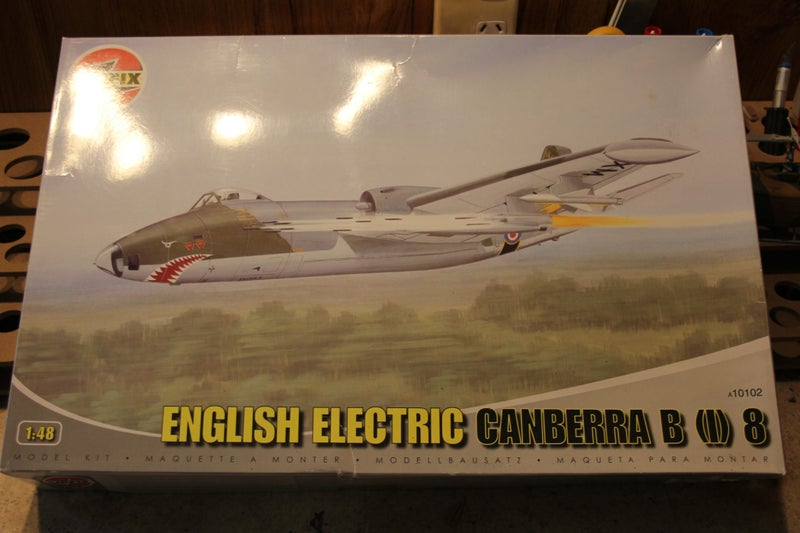 1:48
A10102
ENGLISH ELECTRIC CANBERRA B (I) 8
MODEL KIT • MAQUETTE A MONTER • MODELLBAUSATZ • MAQUETA PARA MONTAR